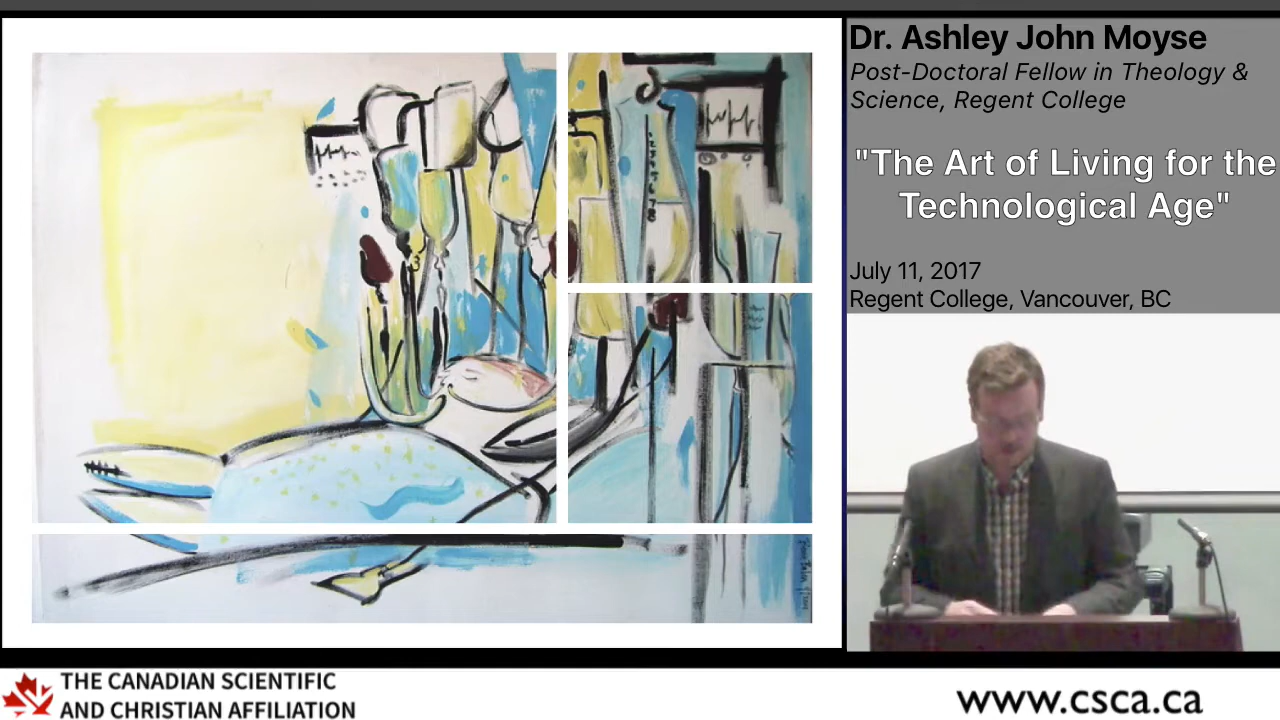 Dr. Ashley John Moyse
Post-Doctoral Fellow in Theology &
Science, Regent College
"The Art of Living for the
Technological Age"
July 11, 2017
Regent College, Vancouver, BC
THE CANADIAN SCIENTIFIC
AND CHRISTIAN AFFILIATION
www.csca.ca